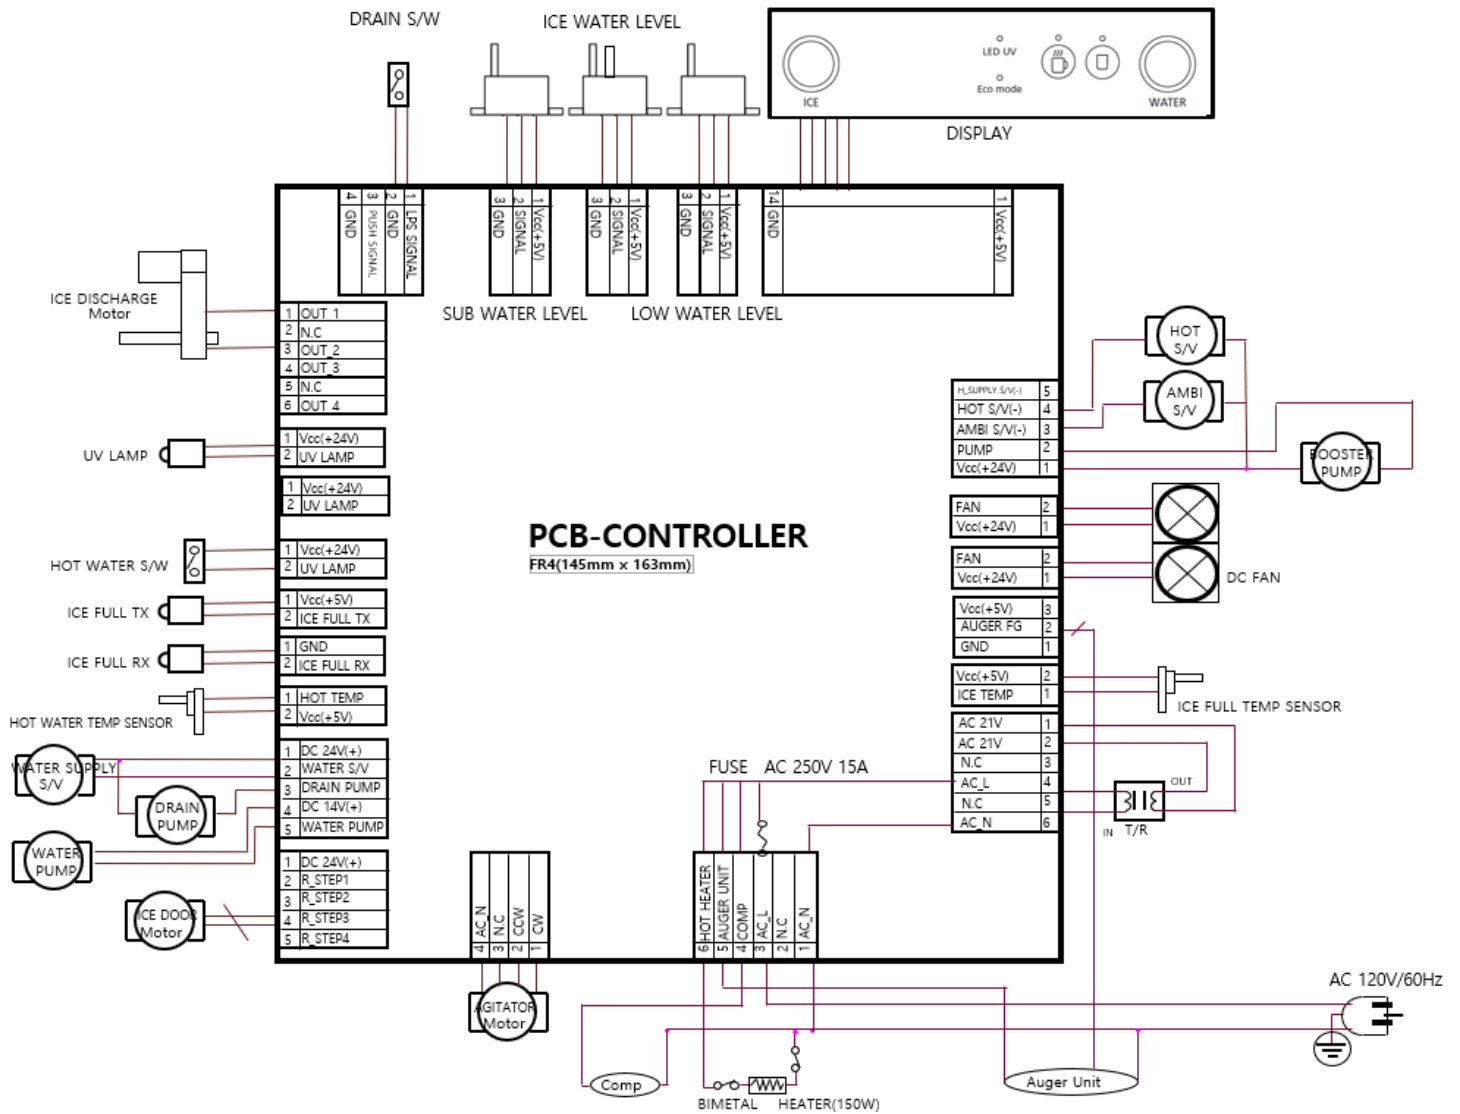 DRAIN S/W
ICE WATER LEVEL
LED UV
Eco mode
ICE
WATER
DISPLAY
4 GND
3 PUSH SIGNAL
2 GND
1 LPS SIGNAL
3 GND
2 SIGNAL
1 Vcc(+5V)
3 GND
2 SIGNAL
1 Vcc(+5V)
3 GND
2 SIGNAL
1 Vcc(+5V)
14 GND
1 Vcc(+5V)
SUB WATER LEVEL
LOW WATER LEVEL
ICE DISCHARGE
Motor
1 OUT 1
2 N.C
3 OUT_2
4 OUT_3
5 N.C
6 OUT 4
UV LAMP
1 Vcc(+24V)
2 UV LAMP
1 Vcc(+24V)
2 UV LAMP
HOT WATER S/W
1 Vcc(+24V)
2 UV LAMP
ICE FULL TX
1 Vcc(+5V)
2 ICE FULL TX
ICE FULL RX
1 GND
2 ICE FULL RX
HOT WATER TEMP SENSOR
1 HOT TEMP
2 Vcc(+5V)
WATER SUPPLY
S/V
DRAIN
PUMP
WATER
PUMP
1 DC 24V(+)
2 WATER S/V
3 DRAIN PUMP
4 DC 14V(+)
5 WATER PUMP
ICE DOOR
Motor
1 DC 24V(+)
2 R_STEP1
3 R_STEP2
4 R_STEP3
5 R_STEP4
PCB-CONTROLLER
FR4(145mm x 163mm)
HOT
S/V
AMBI
S/V
BOOSTER
PUMP
H_SUPPLY S/V(-) 5
HOT S/V(-) 4
AMBI S/V(-) 3
PUMP 2
Vcc(+24V) 1
FAN 2
Vcc(+24V) 1
FAN 2
Vcc(+24V) 1
DC FAN
Vcc(+5V) 3
AUGER FG 2
GND 1
Vcc(+5V) 2
ICE TEMP 1
ICE FULL TEMP SENSOR
AC 21V 1
AC 21V 2
N.C 3
AC_L 4
N.C 5
AC_N 6
OUT
IN
T/R
FUSE AC 250V 15A
4 AC_N
3 N.C
2 CCW
1 CW
AGITATOR
Motor
6 HOT HEATER
5 AUGER UNIT
4 COMP
3 AC_L
2 N.C
1 AC_N
AC 120V/60Hz
Comp
BIMETAL
HEATER(150W)
Auger Unit